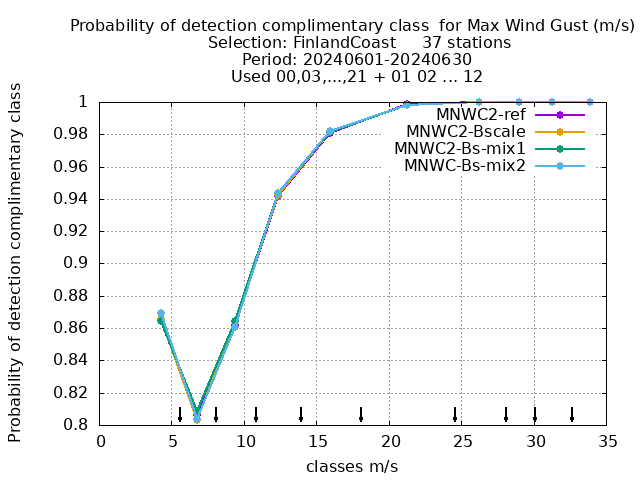 Probability of detection complimentary class  for Max Wind Gust (m/s)
Selection: FinlandCoast     37 stations
Period: 20240601-20240630
Used 00,03,...,21 + 01 02 ... 12
Probability of detection complimentary class
1
0.98
0.96
0.94
0.92
0.9
0.88
0.86
0.84
0.82
0.8
MNWC2-ref
MNWC2-Bscale
MNWC2-Bs-mix1
MNWC-Bs-mix2
0 5 10 15 20 25 30 35
classes m/s